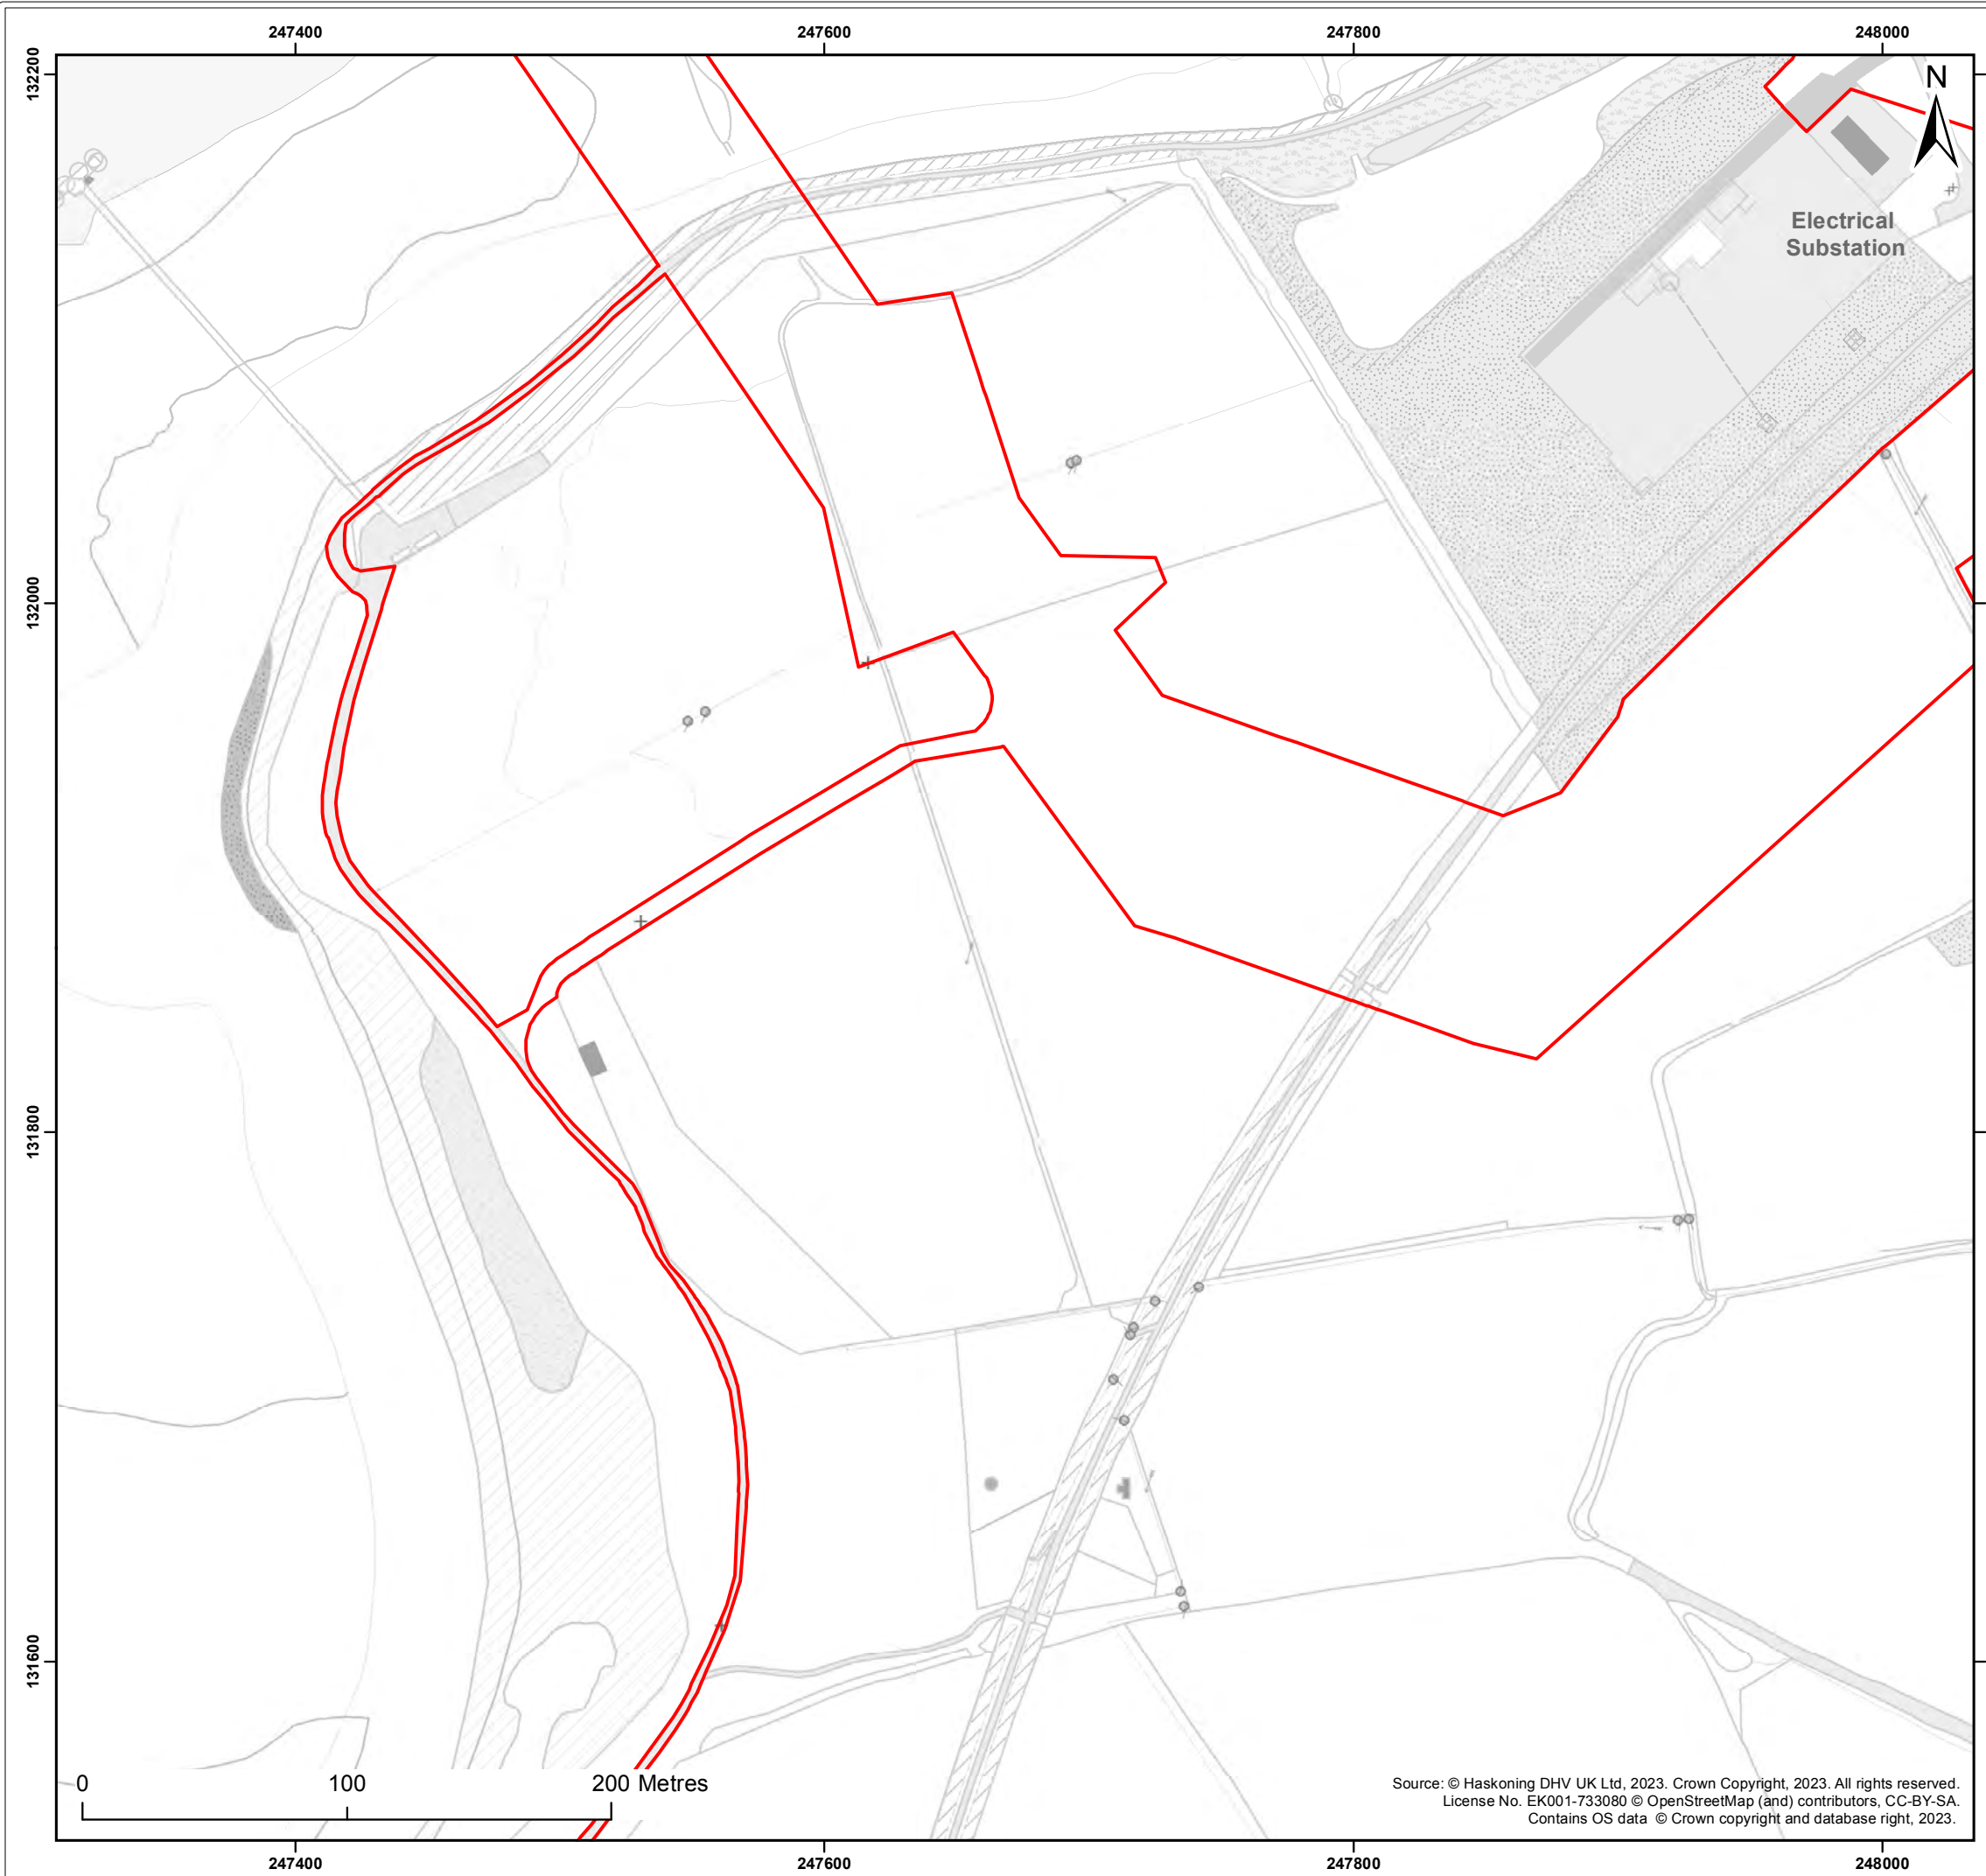 247400 247600 247800 248000
132200
N
Electrical
Substation
132000
131800
131600
0 100 200 Metres
Source: © Haskoning DHV UK Ltd, 2023. Crown Copyright, 2023. All rights reserved.
License No. EK001-733080 © OpenStreetMap (and) contributors, CC-BY-SA.
Contains OS data © Crown copyright and database right, 2023.
247400 247600 247800 248000